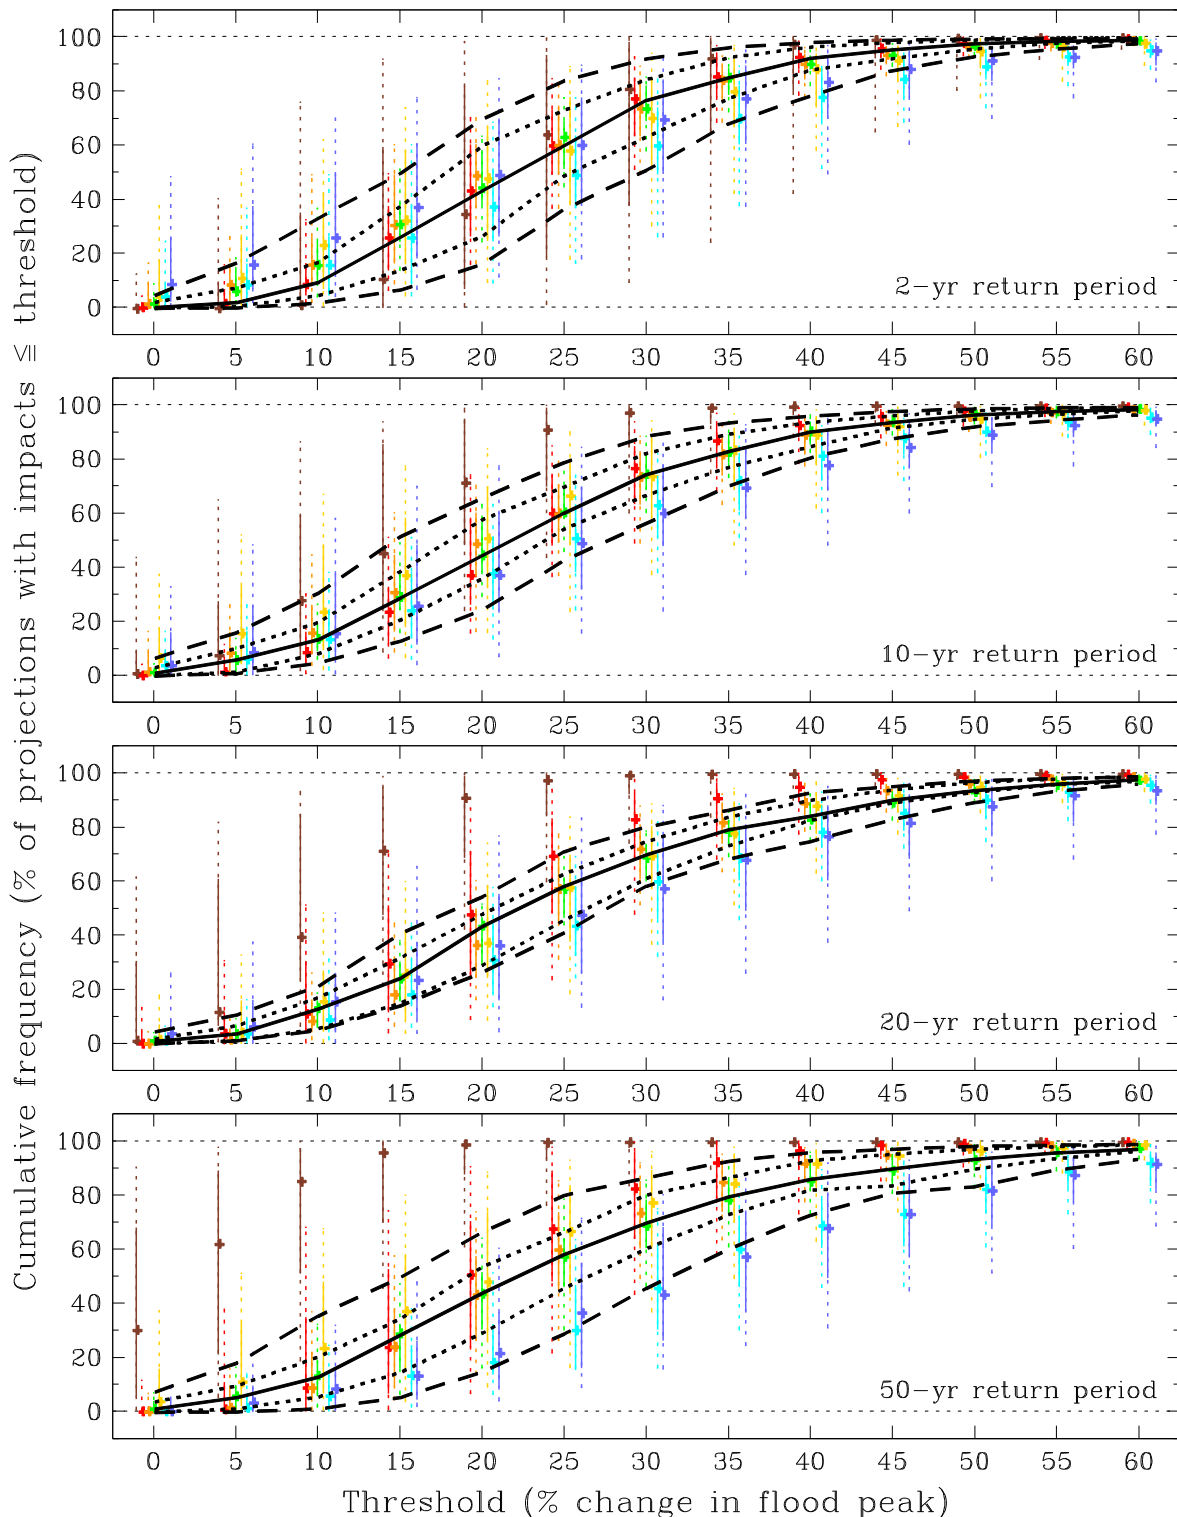 Cumulative frequency (% of projections with impacts ≦ threshold)
100
80
60
40
20
0
2-yr return period
0 5 10 15 20 25 30 35 40 45 50 55 60
100
80
60
40
20
0
10-yr return period
0 5 10 15 20 25 30 35 40 45 50 55 60
100
80
60
40
20
0
20-yr return period
0 5 10 15 20 25 30 35 40 45 50 55 60
100
80
60
40
20
0
50-yr return period
0 5 10 15 20 25 30 35 40 45 50 55 60
Threshold (% change in flood peak)